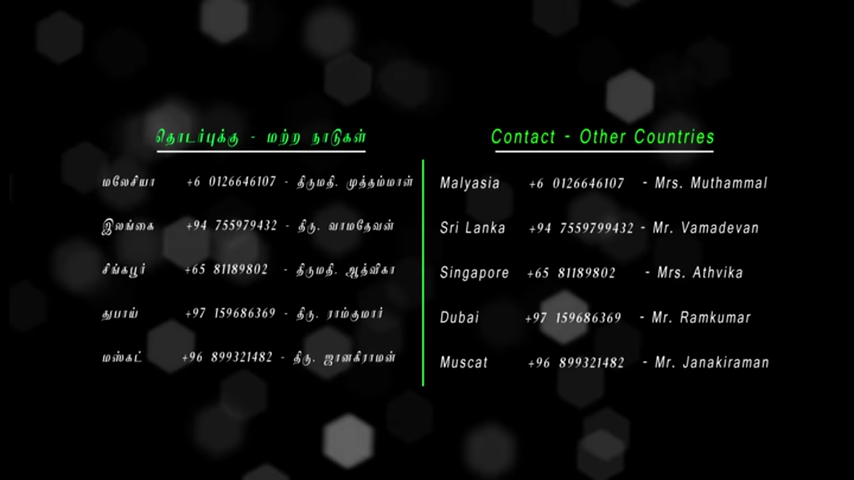 தொடர்புக்கு - மற்ற நாடுகள்
மலேசியா +6 0126646107 - திருமதி. முத்தம்மாள்
இலங்கை +94 755979432 - திரு. வாமதேவன்
சிங்கபூர் +65 81189802 - திருமதி. ஆத்விகா
துபாய் +97 159686369 - திரு. ராம்குமார்
மஸ்கட் +96 899321482 - திரு. ஜானகிராமன்
Contact - Other Countries
Malyasia +6 0126646107 - Mrs. Muthammal
Sri Lanka +94 7559799432 - Mr. Vamadevan
Singapore +65 81189802 - Mrs. Athvika
Dubai +97 159686369 - Mr. Ramkumar
Muscat +96 899321482 - Mr. Janakiraman